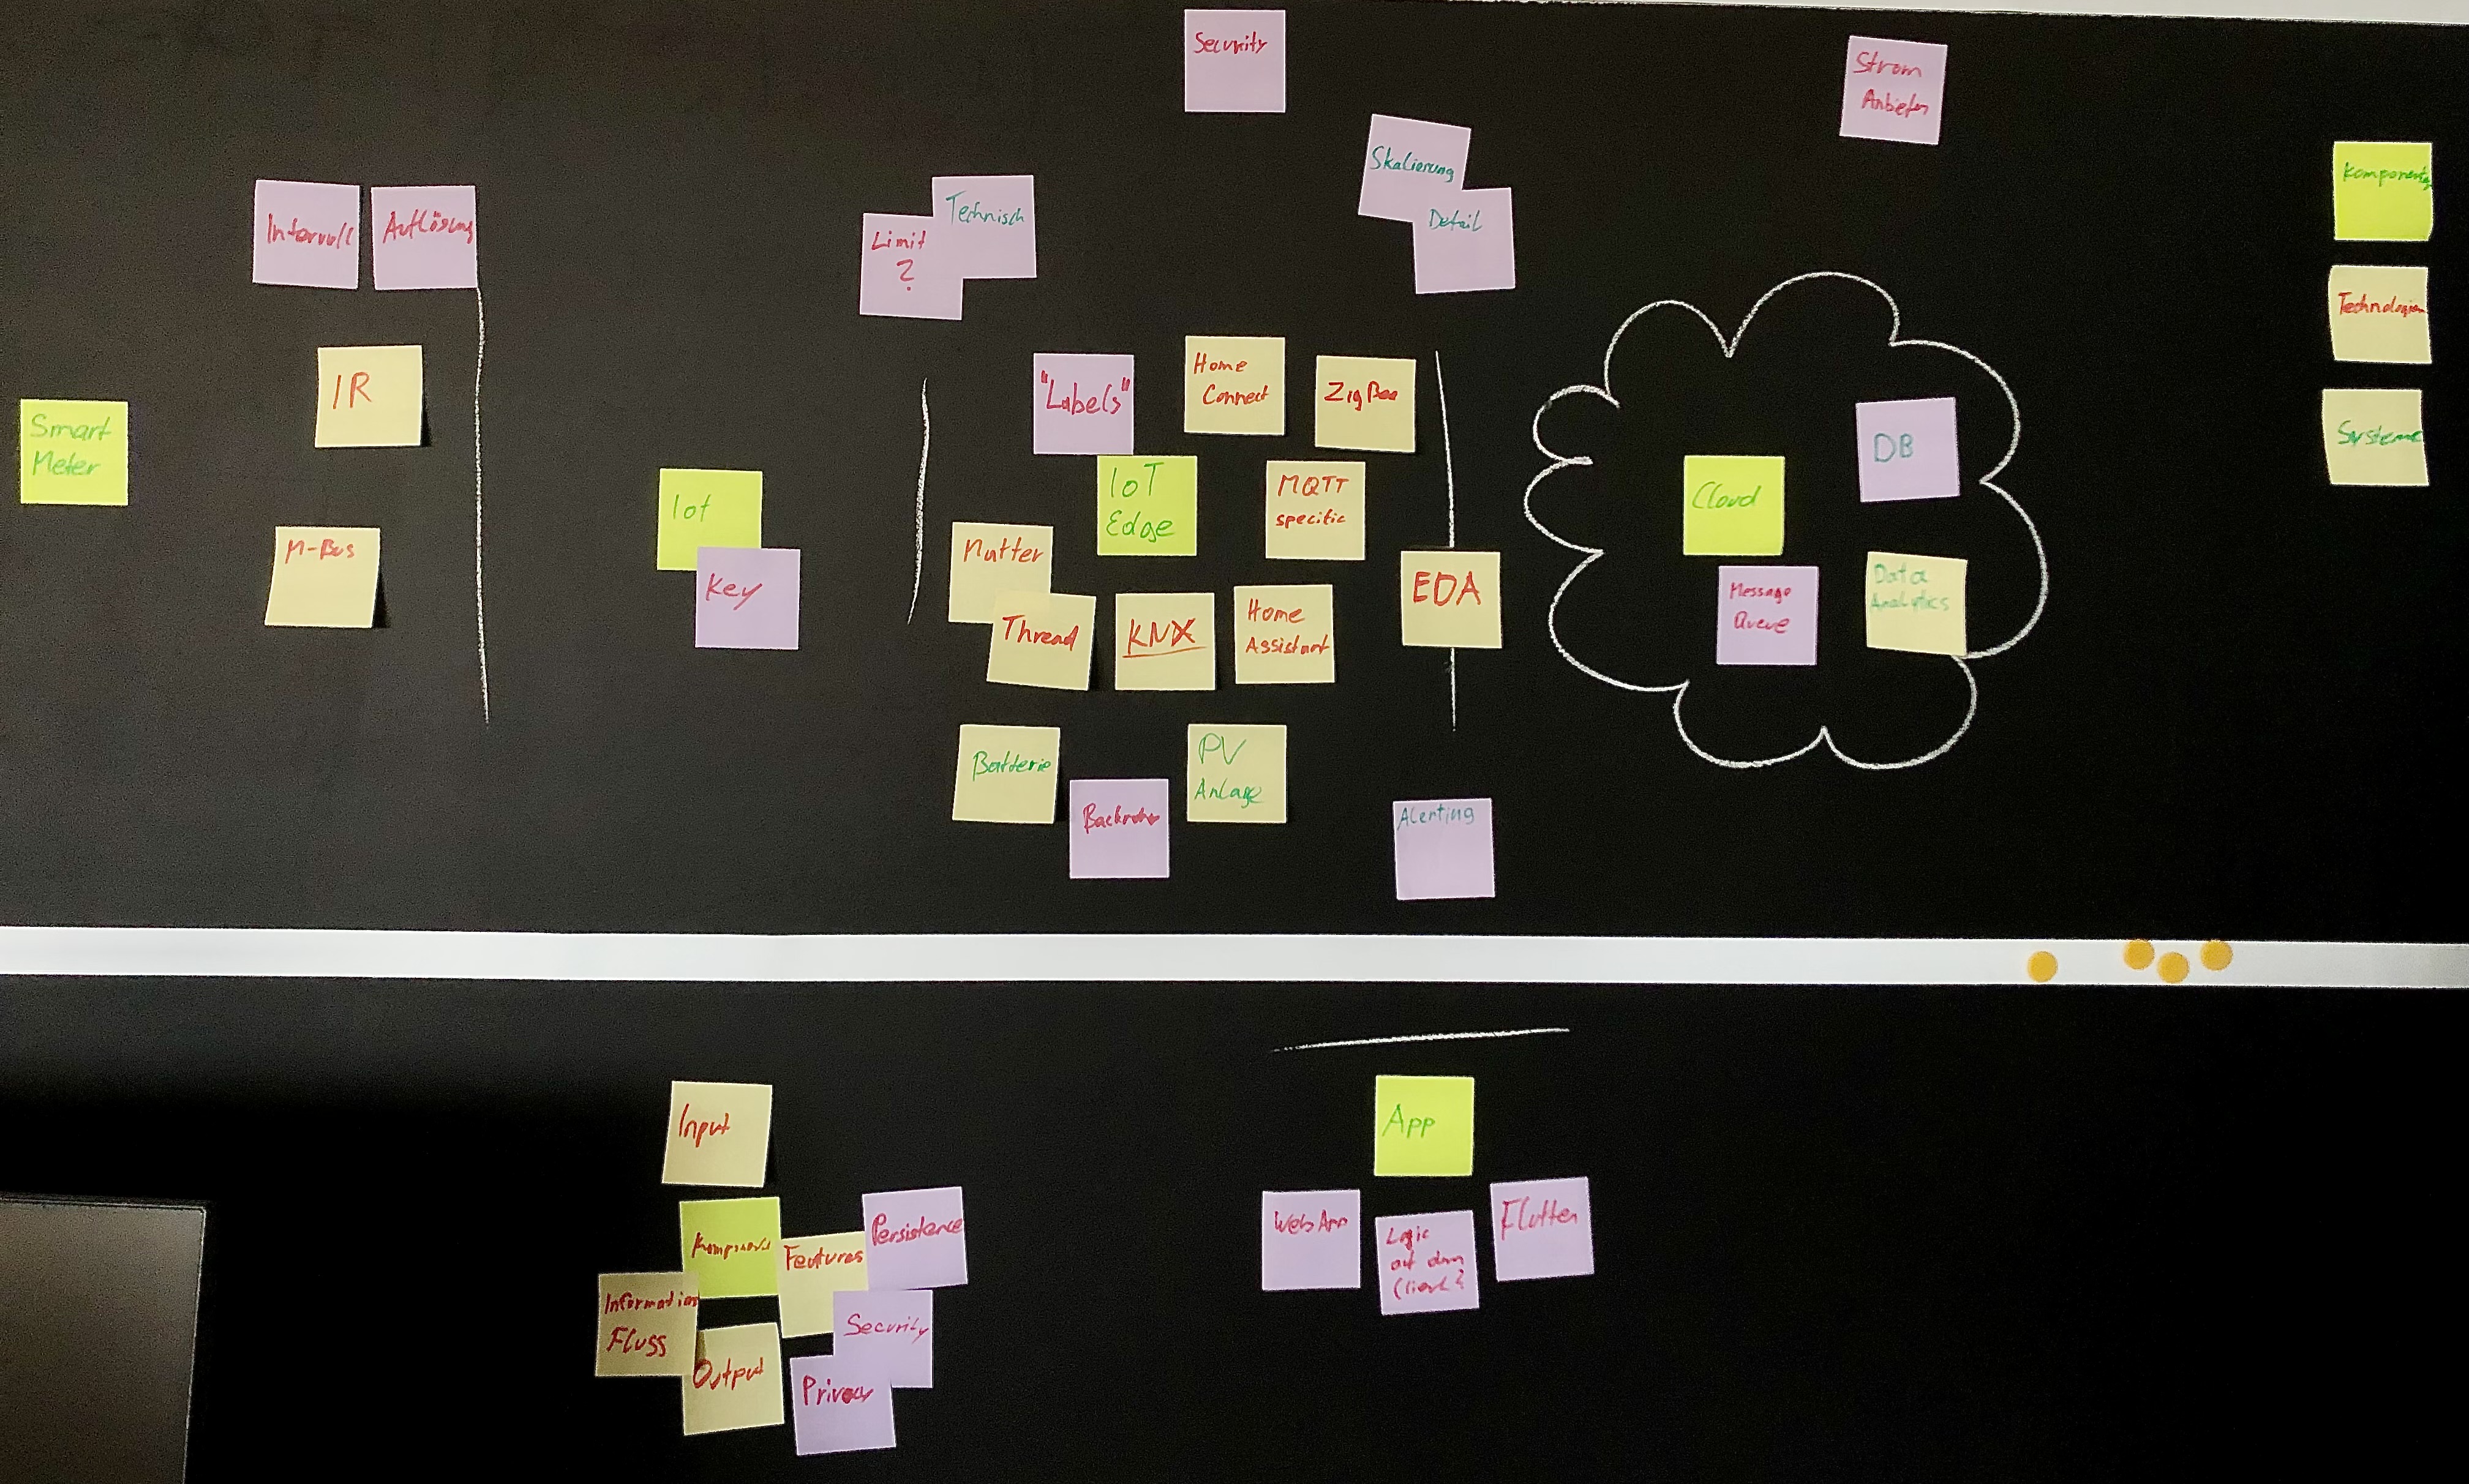 Security
Strom
Anbieter
Skalierung
Detail
Komponenten
Intervall
Auflösung
Technisch
Limit
?
Technologien
Systeme
IR
"Labels"
Home
Connect
ZigBee
Smart
Meter
DB
Iot
Key
IoT
Edge
MQTT
specific
Cloud
M-Bus
Matter
Thread
KNX
Home
Assistant
EDA
Message
Queue
Data
Analytics
Batterie
PV
Anlage
Backrohr
Alerting
Input
App
Features
Persistence
Information
Fluss
Output
Security
Privacy
Web App
Logic
auf dem
Client?
Flutter